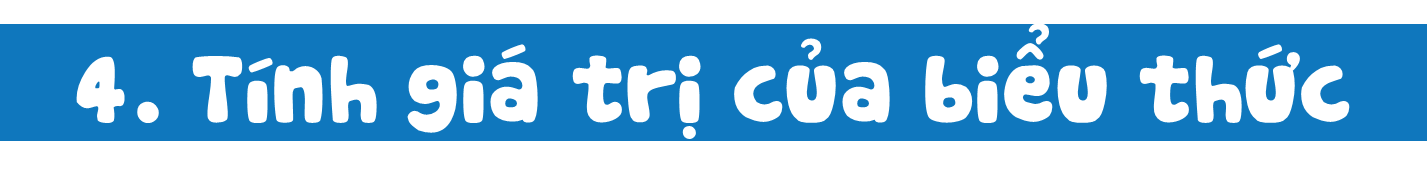 4. Tính giá trị của biểu thức